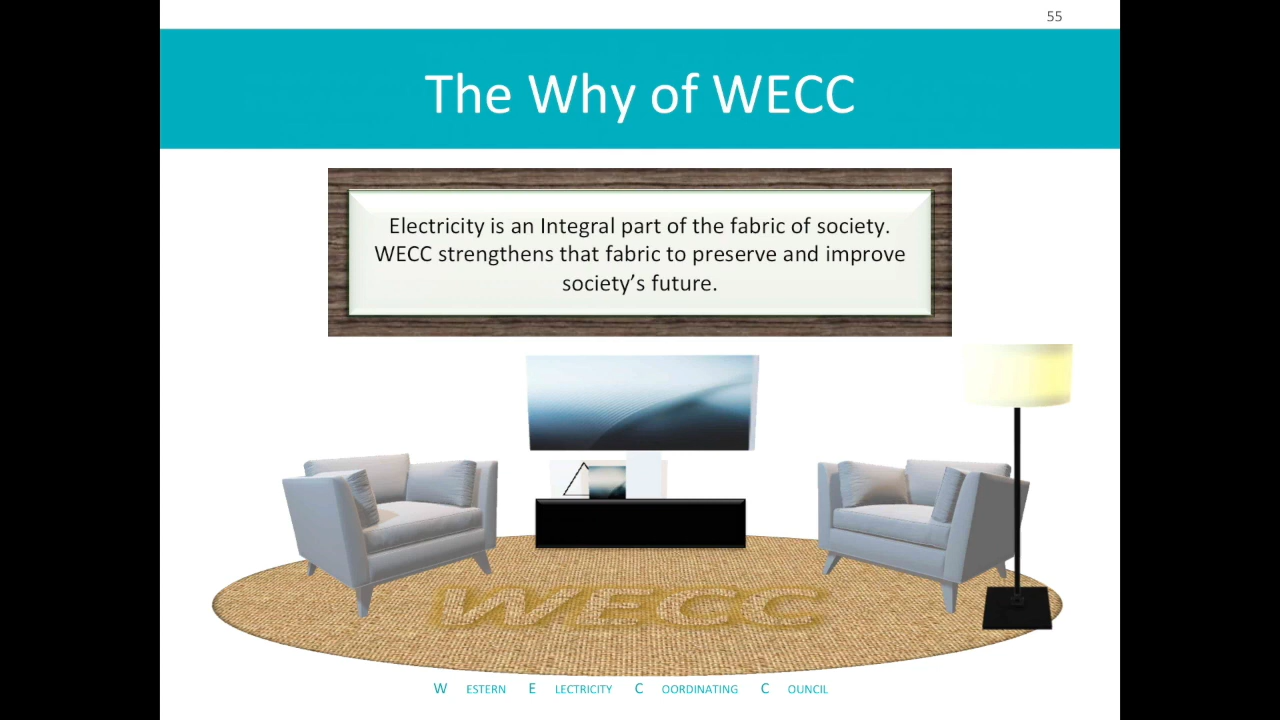 55
The Why of WECC
Electricity is an Integral part of the fabric of society.
WECC strengthens that fabric to preserve and improve
society’s future.
WECC
W ESTERN E LECTRICITY C OORDINATING C OUNCIL